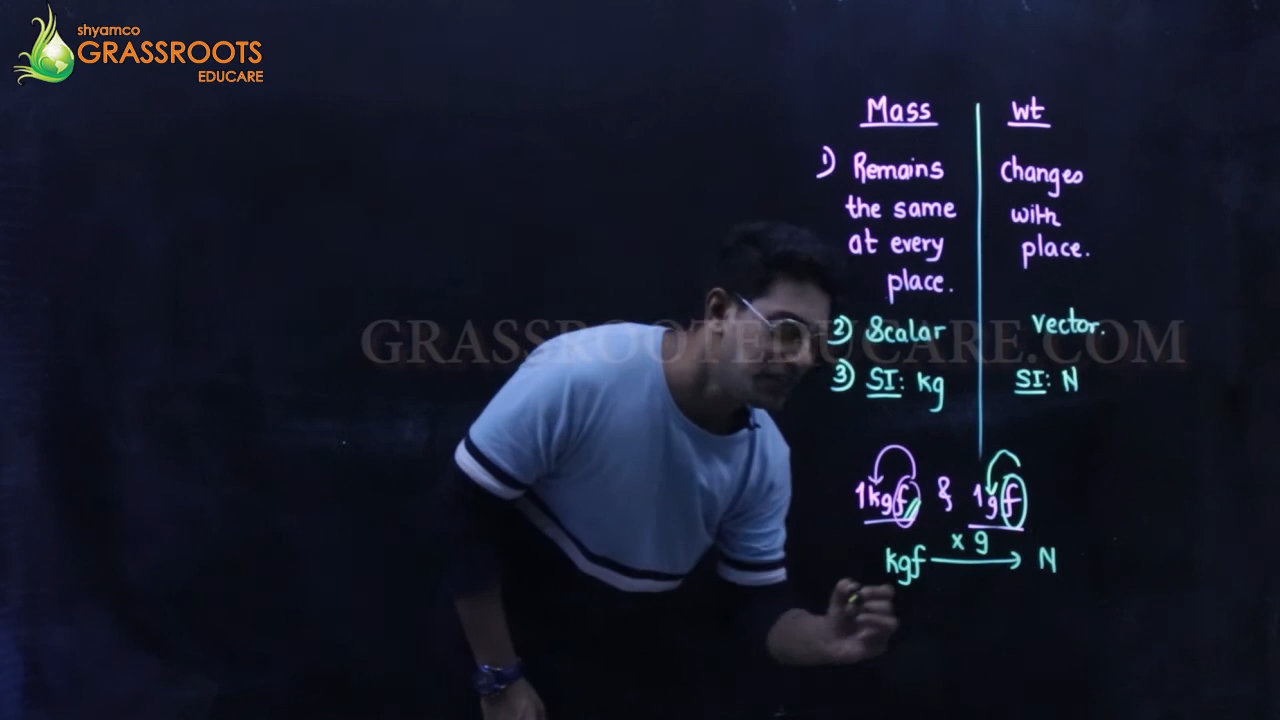 shyamco
GRASSROOTS
EDUCARE
Mass wt
1) Remains changes
the same with
at every place.
place.
GRASSROOTEDUCARE.COM
2) Scalar vector.
3) SI: kg SI: N
1kgf & 1gf
x g
kgf → N